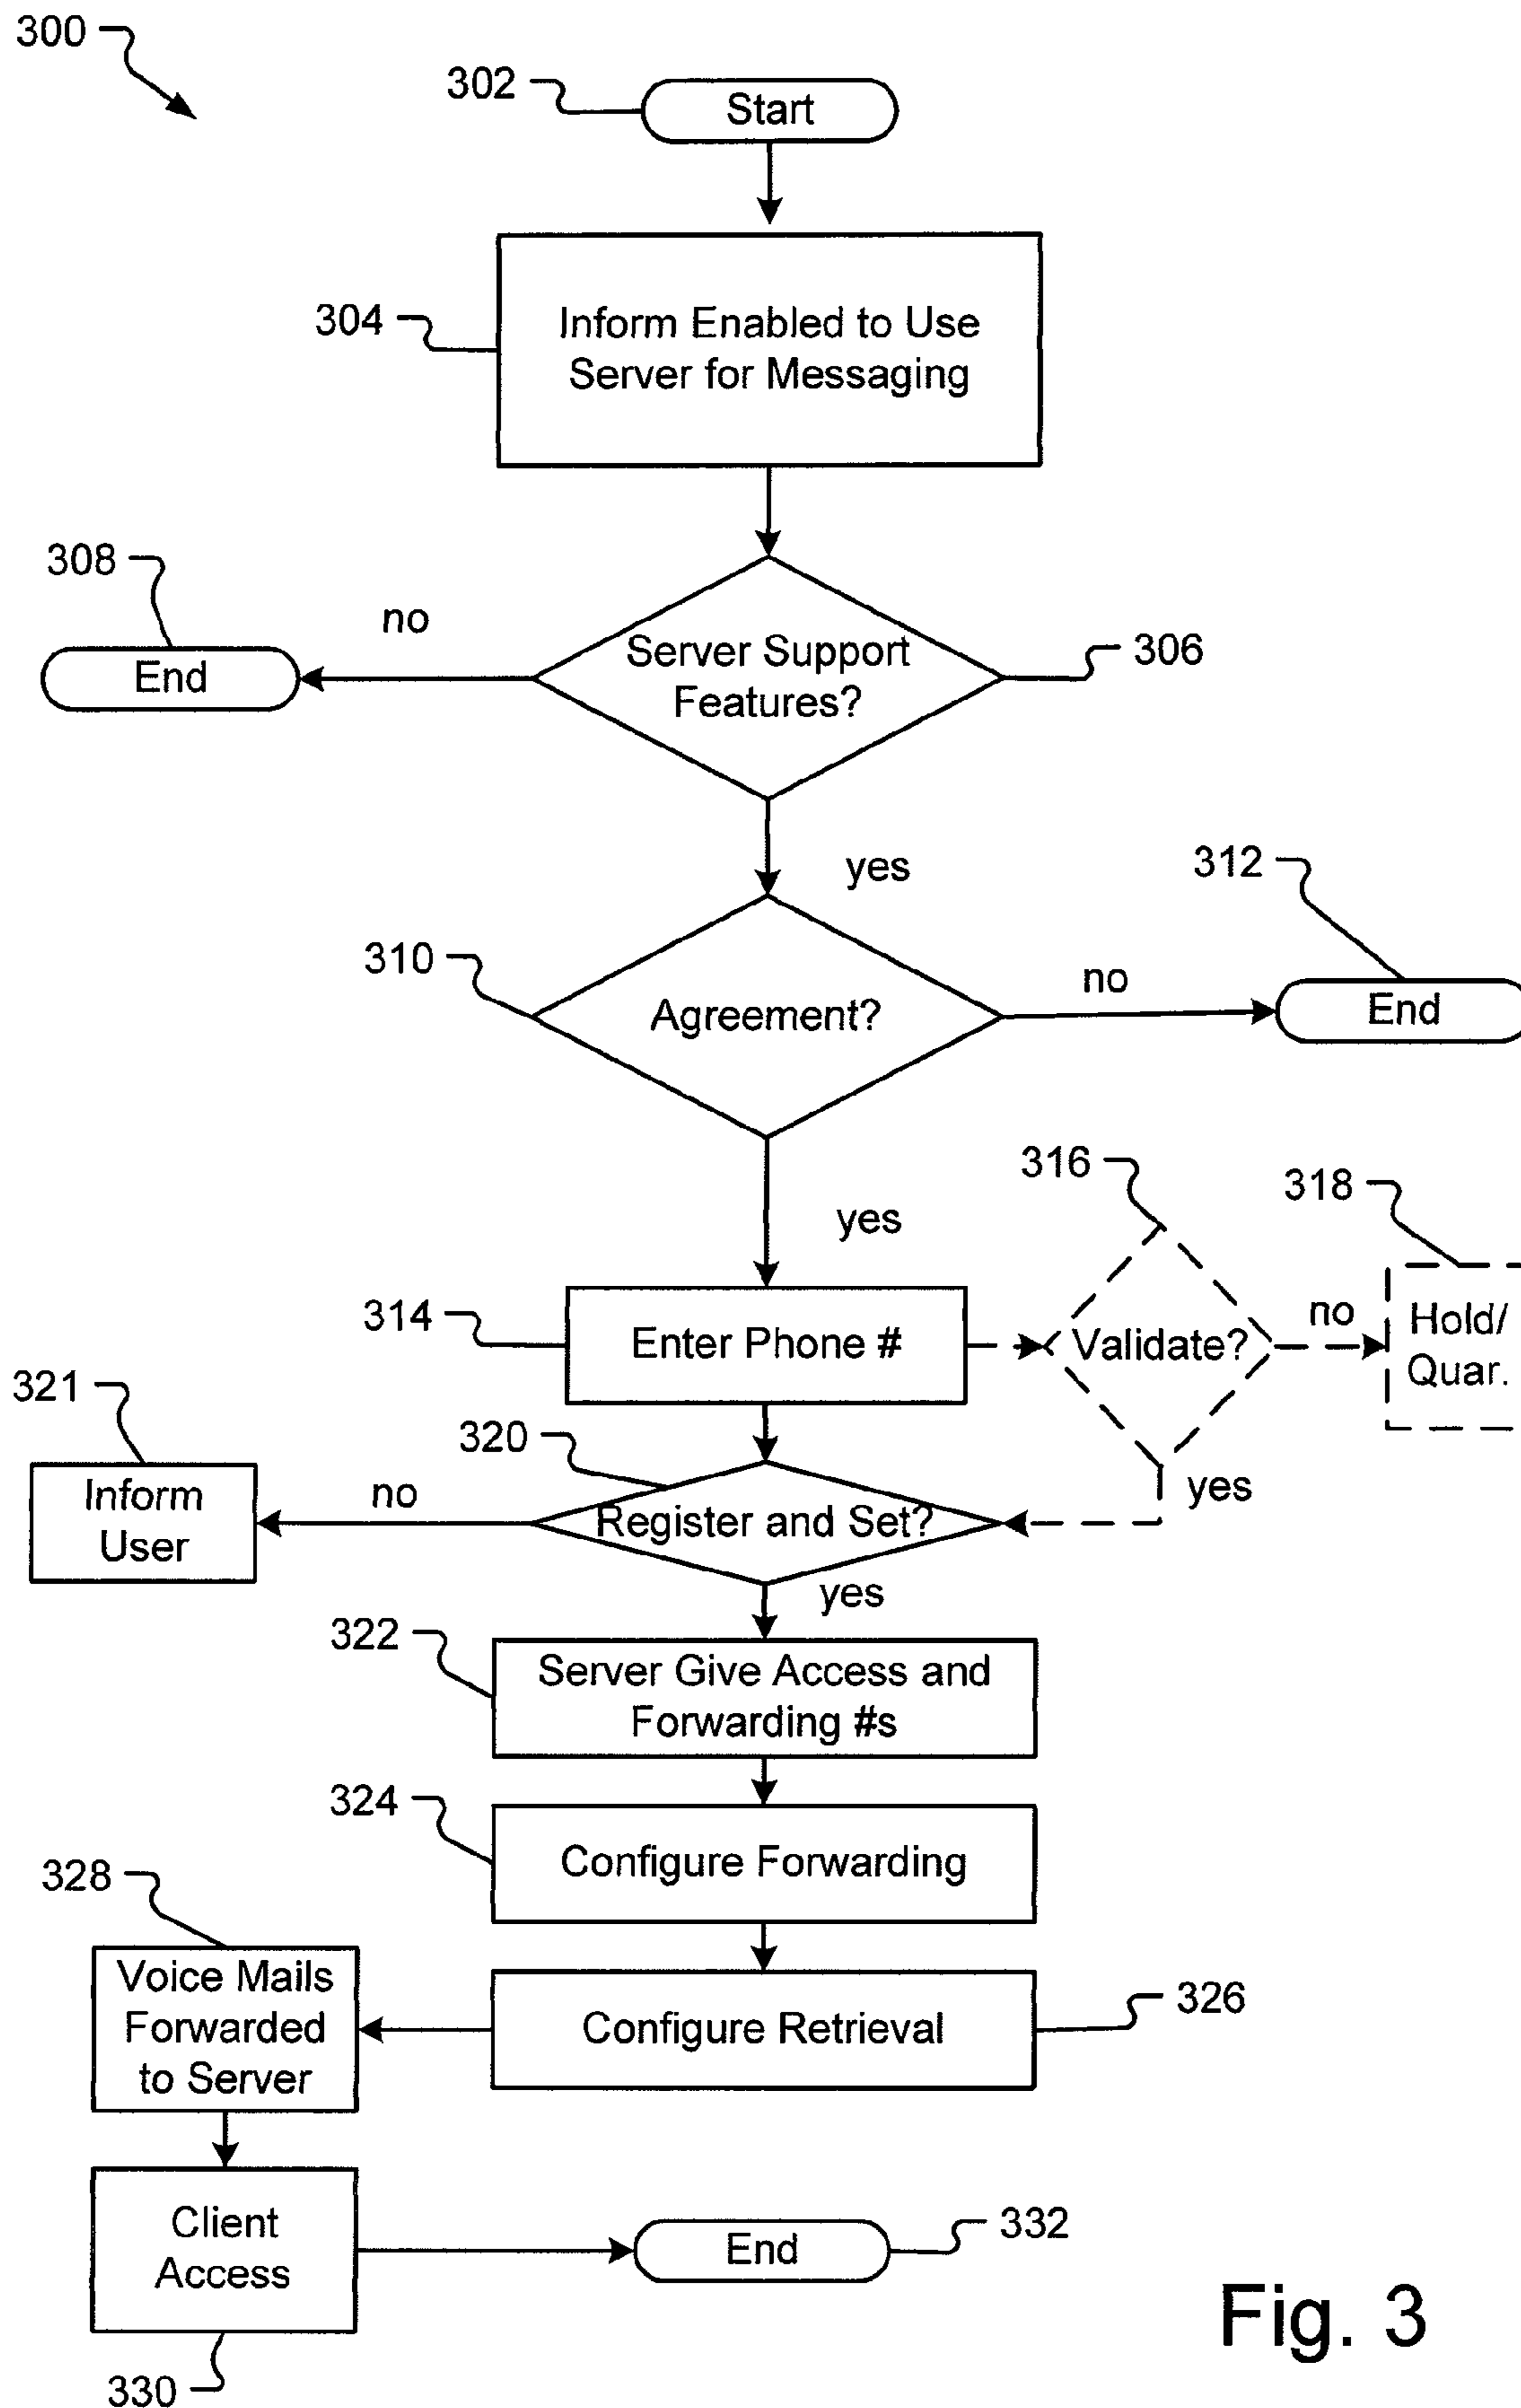 300
302
Start
304
Inform Enabled to Use
Server for Messaging
308
no
End
Server Support
Features?
306
yes
312
310
Agreement?
no
End
yes
316
318
314
Enter Phone #
Validate?
no
Hold/
Quar.
321
320
yes
Inform
User
no
Register and Set?
yes
322
Server Give Access and
Forwarding #s
324
Configure Forwarding
328
Voice Mails
Forwarded
to Server
Configure Retrieval
326
Client
Access
End
332
330
Fig. 3